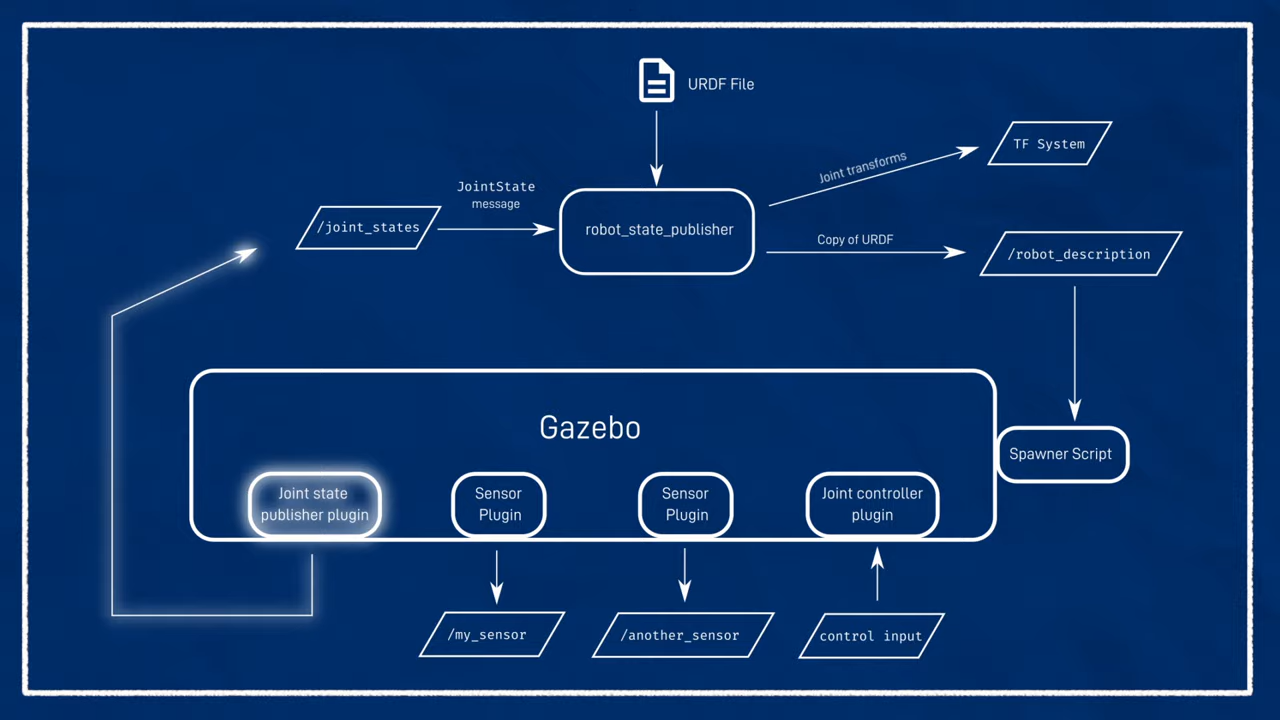 URDF File
TF System
Joint transforms
JointState
message
/joint_states
robot_state_publisher
Copy of URDF
/robot_description
Gazebo
Spawner Script
Joint state
publisher plugin
Sensor
Plugin
Sensor
Plugin
Joint controller
plugin
/my_sensor
/another_sensor
control input